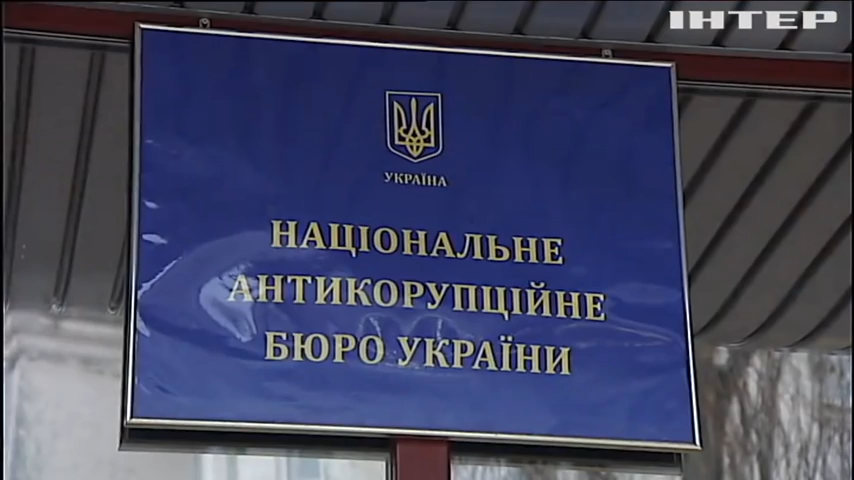 ІНТЕР
УКРАЇНА
НАЦІОНАЛЬНЕ
АНТИКОРУПЦІЙНЕ
БЮРО УКРАЇНИ